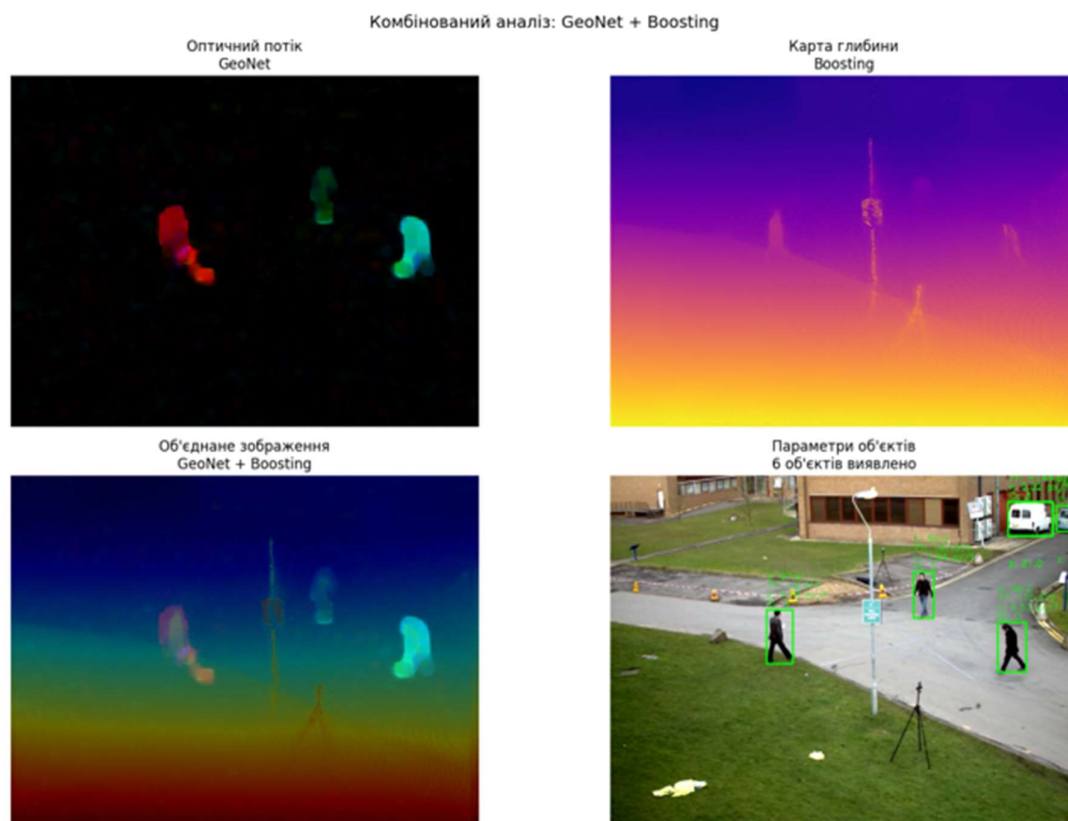 Комбінований аналіз: GeoNet + Boosting
Оптичний потік
GeoNet
Карта глибини
Boosting
Об'єднане зображення
GeoNet + Boosting
Параметри об'єктів
6 об'єктів виявлено